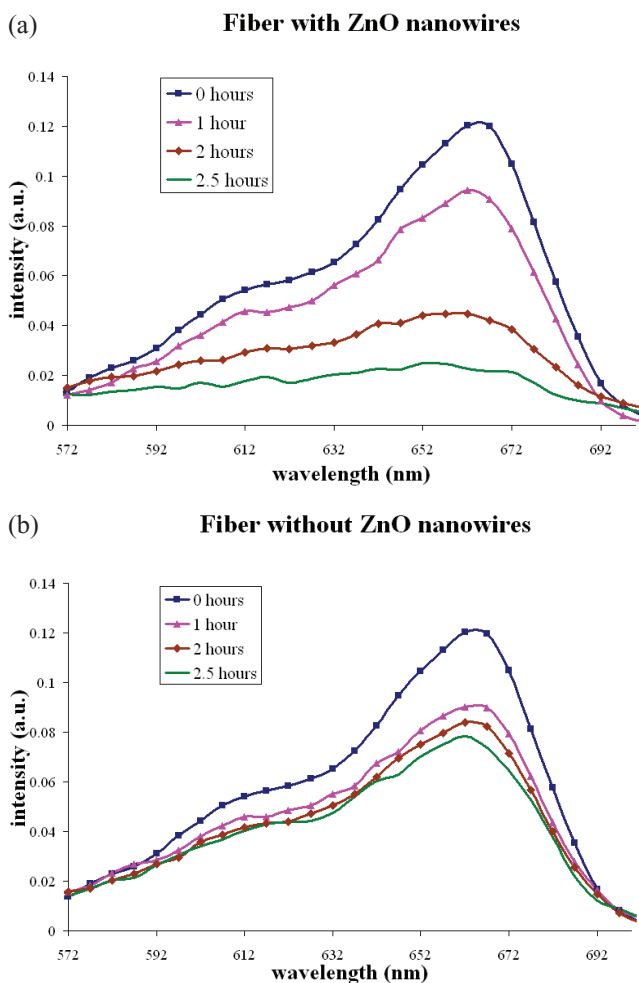 (a)
Fiber with ZnO nanowires
0.14
0.12
0.1
0.08
0.06
0.04
0.02
0
intensity (a.u.)
0 hours
1 hour
2 hours
2.5 hours
572 592 612 632 652 672 692
wavelength (nm)
(b)
Fiber without ZnO nanowires
0.14
0.12
0.1
0.08
0.06
0.04
0.02
0
intensity (a.u.)
0 hours
1 hour
2 hours
2.5 hours
572 592 612 632 652 672 692
wavelength (nm)